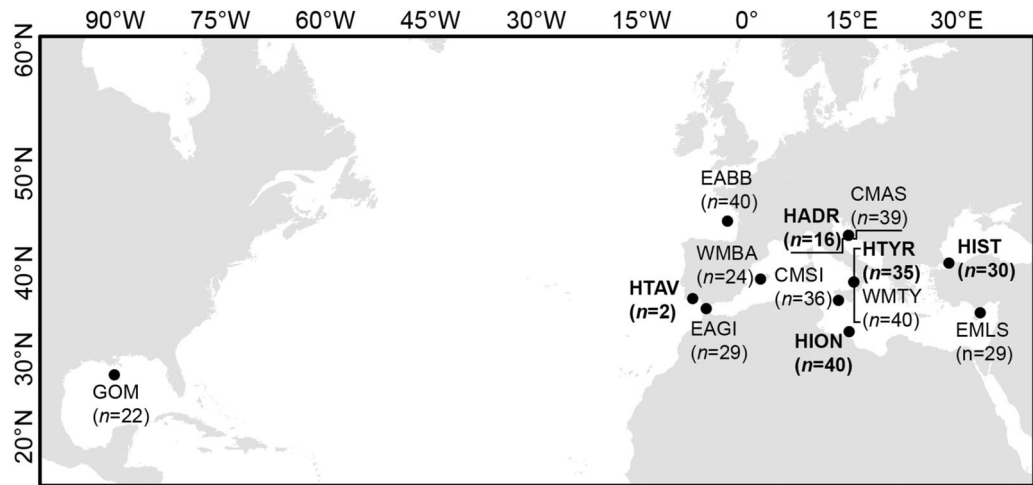 90°W 75°W 60°W 45°W 30°W 15°W 0° 15°E 30°E
60°N
50°N
40°N
30°N
20°N
EABB
(n=40)
CMAS
(n=39)
HADR
(n=16)
HTYR
(n=35)
HIST
(n=30)
WMBA
(n=24)
CMSI
(n=36)
HTAV
(n=2)
WMTY
(n=40)
EAGI
(n=29)
HION
(n=40)
EMLS
(n=29)
GOM
(n=22)